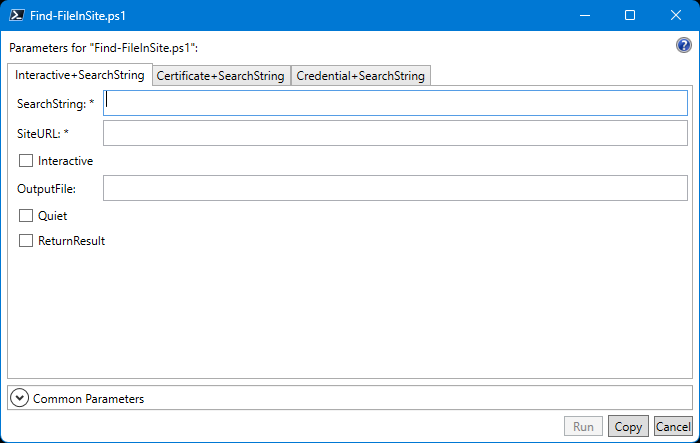 Find-FileInSite.ps1
Parameters for "Find-FileInSite.ps1":
Interactive+SearchString Certificate+SearchString Credential+SearchString
SearchString: *
SiteURL: *
Interactive
OutputFile:
Quiet
ReturnResult
Common Parameters
Run Copy Cancel